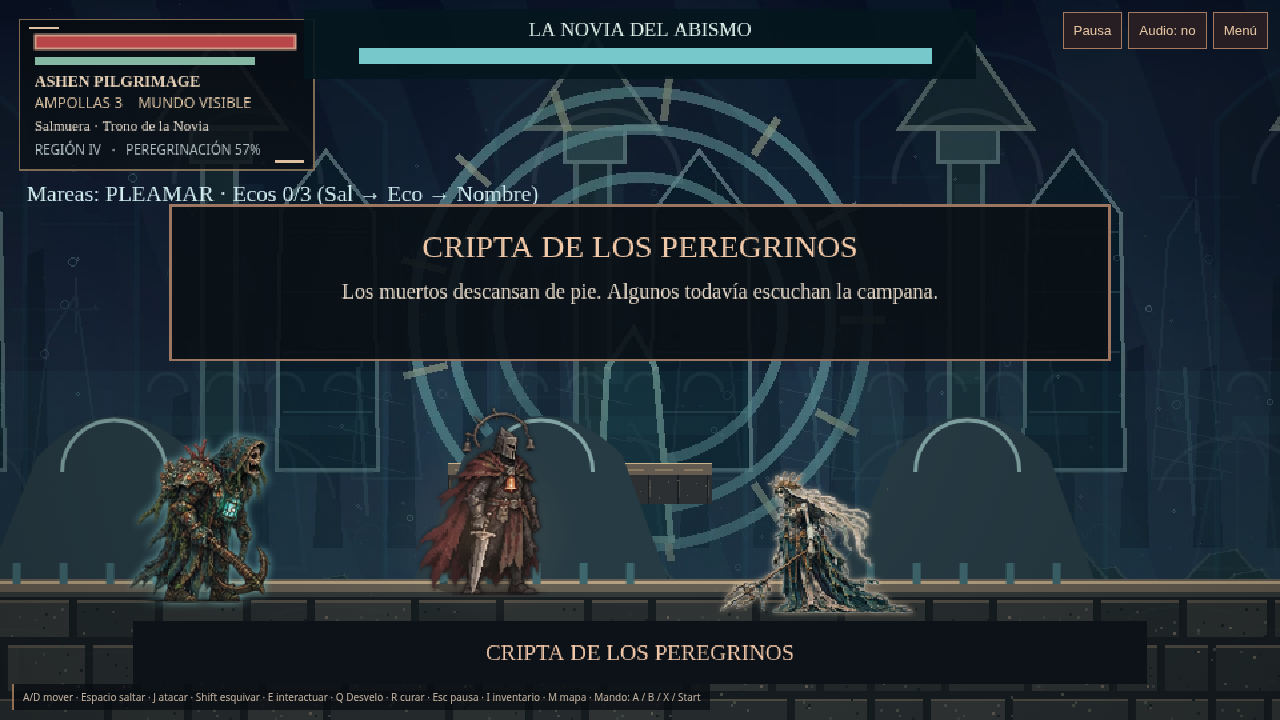 LA NOVIA DEL ABISMO
Pausa
Audio: no
Menú
ASHEN PILGRIMAGE
AMPOLLAS 3 MUNDO VISIBLE
Salmuera · Trono de la Novia
REGIÓN IV · PEREGRINACIÓN 57%
Mareas: PLEAMAR · Ecos 0/3 (Sal → Eco → Nombre)
CRIPTA DE LOS PEREGRINOS
Los muertos descansan de pie. Algunos todavía escuchan la campana.
CRIPTA DE LOS PEREGRINOS
A/D mover · Espacio saltar · J atacar · Shift esquivar · E interactuar · Q Desvelo · R curar · Esc pausa · I inventario · M mapa · Mando: A / B / X / Start